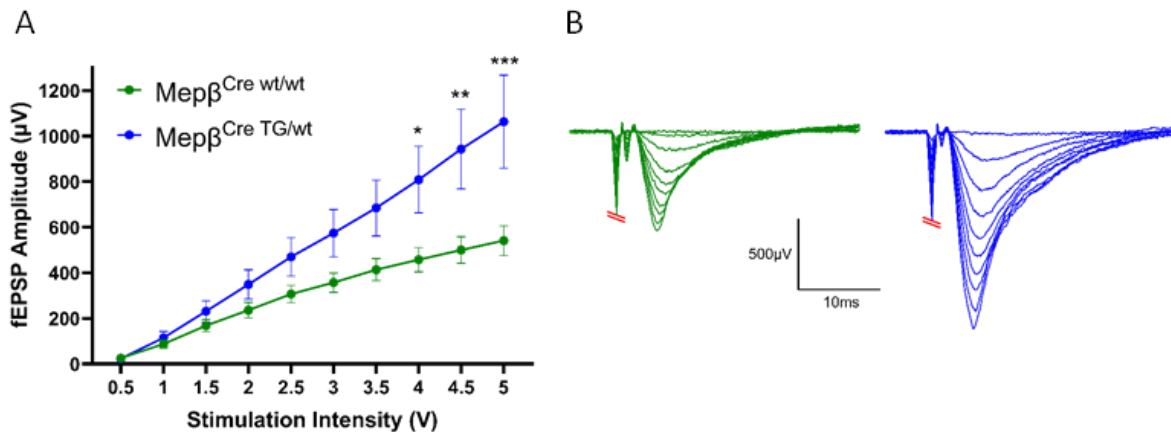 A
fEPSP Amplitude (µV)
1200
1000
800
600
400
200
0
Mepβ^Cre wt/wt
Mepβ^Cre TG/wt
*
**
***
0.5 1 1.5 2 2.5 3 3.5 4 4.5 5
Stimulation Intensity (V)
B
500µV
10ms